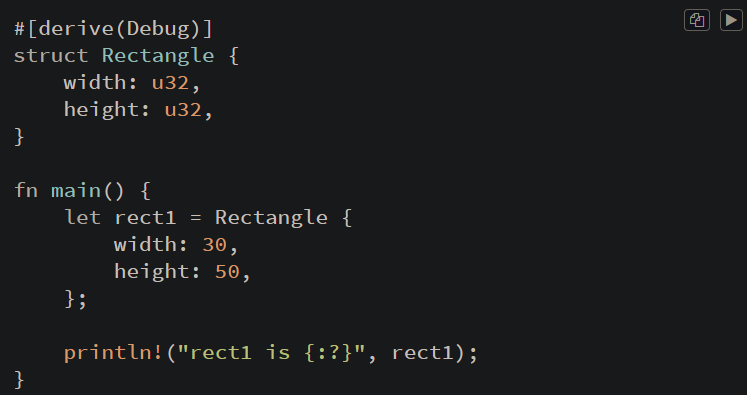 #[derive(Debug)]
struct Rectangle {
    width: u32,
    height: u32,
}

fn main() {
    let rect1 = Rectangle {
        width: 30,
        height: 50,
    };

    println!("rect1 is {:?}", rect1);
}